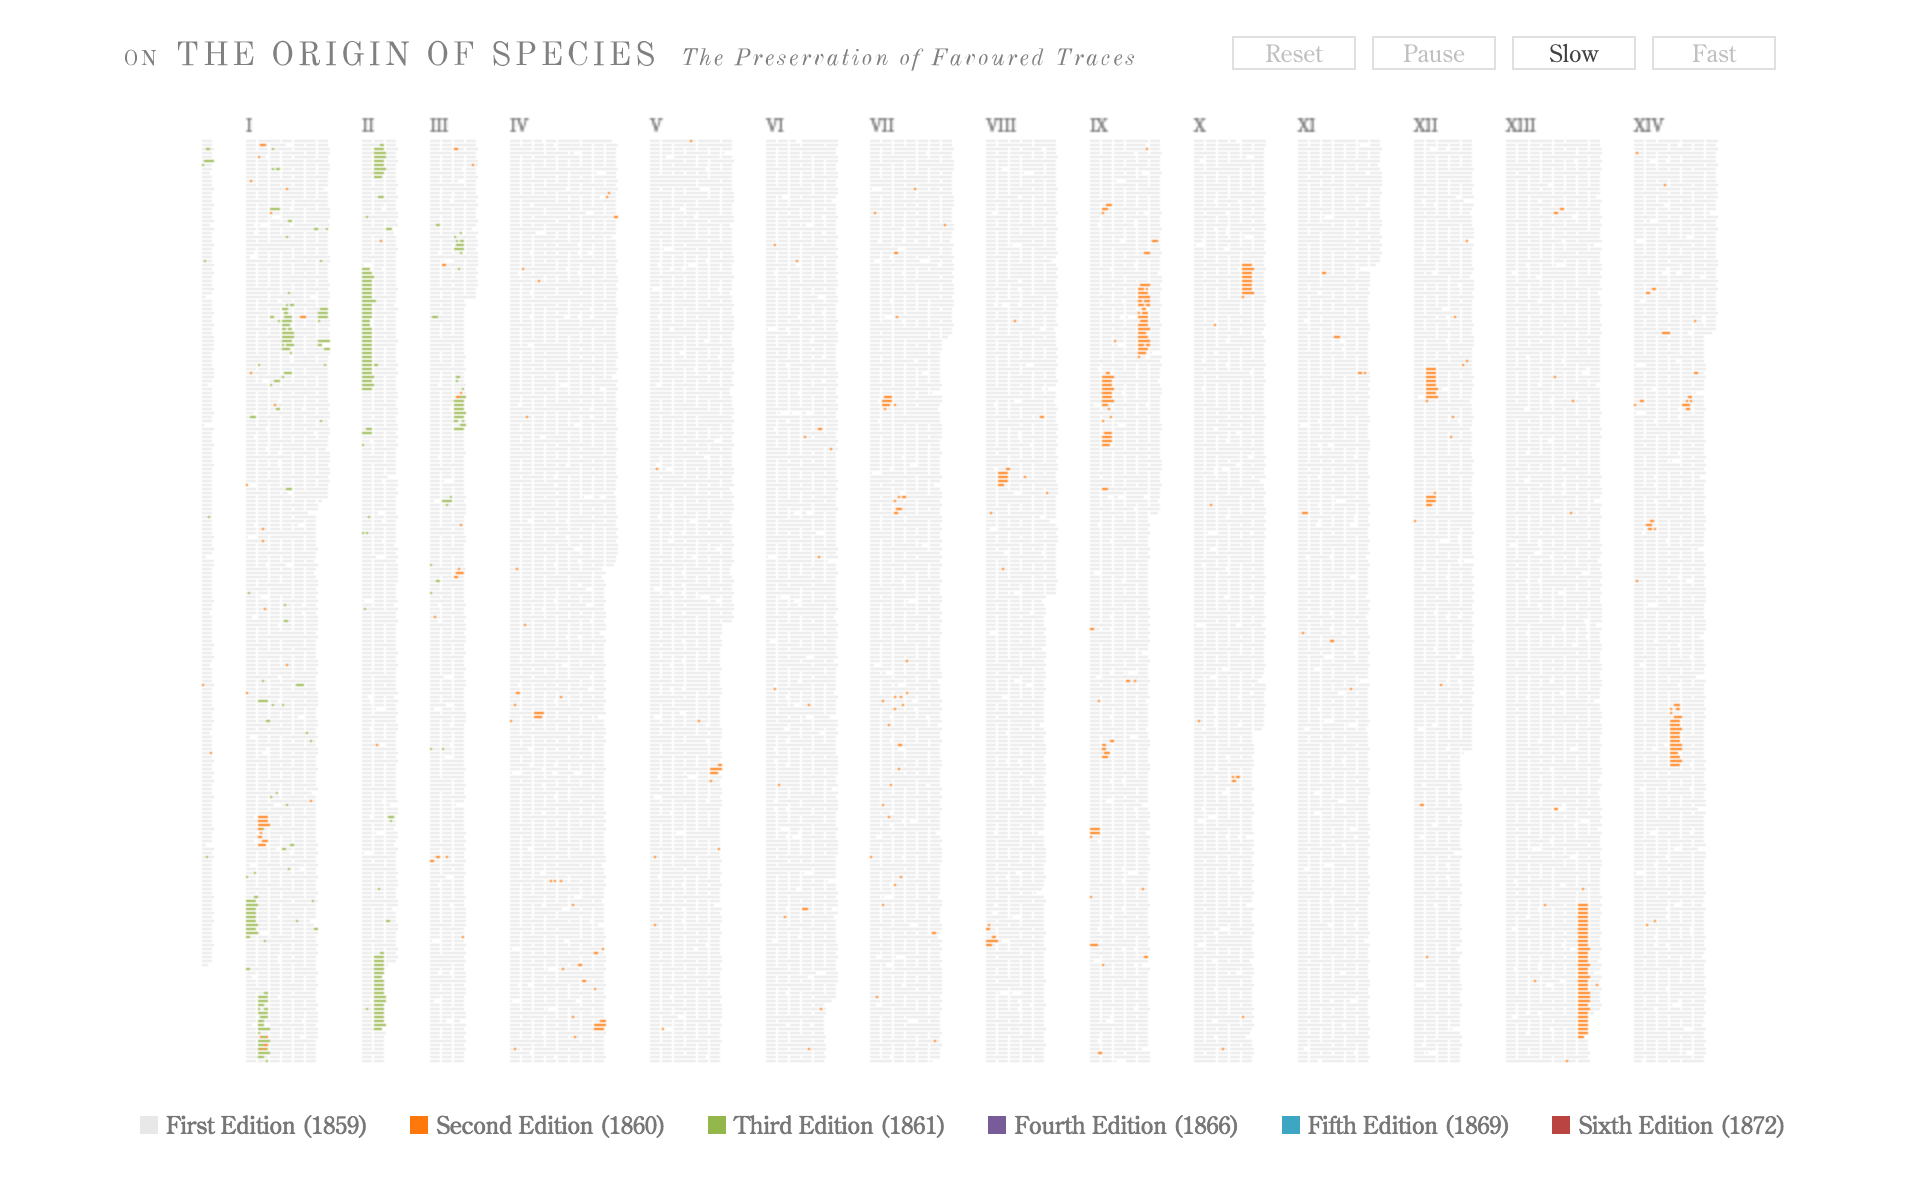 ON THE ORIGIN OF SPECIES The Preservation of Favoured Traces
Reset Pause Slow Fast
I II III IV V VI VII VIII IX X XI XII XIII XIV
First Edition (1859) Second Edition (1860) Third Edition (1861) Fourth Edition (1866) Fifth Edition (1869) Sixth Edition (1872)